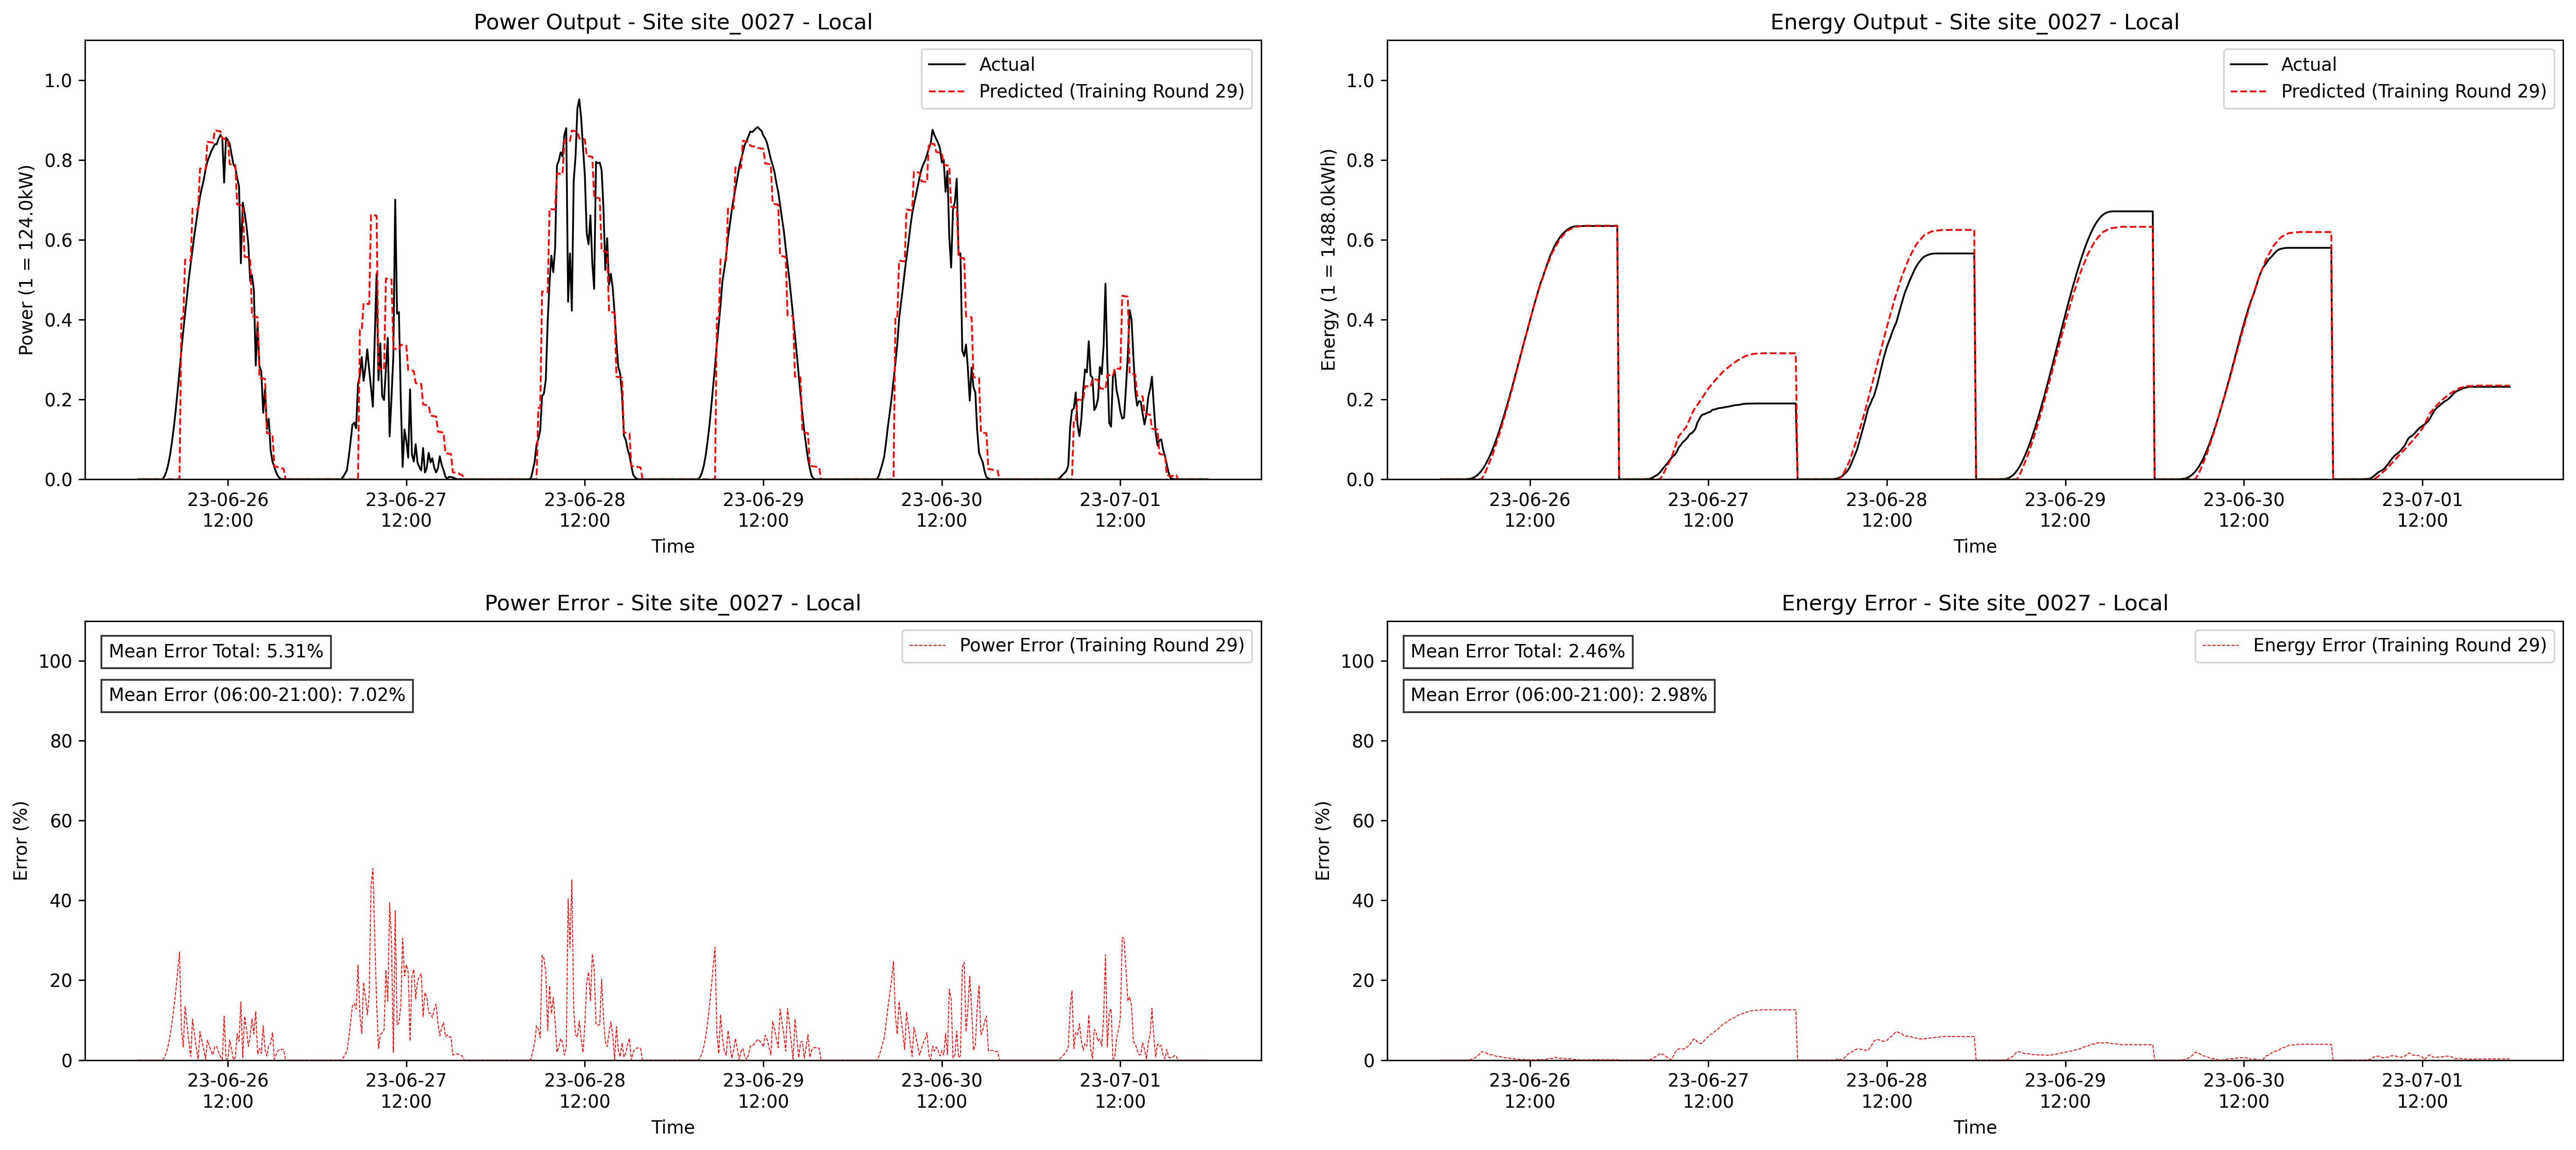 Power Output - Site site_0027 - Local
Power (1 = 124.0kW)
1.0
0.8
0.6
0.4
0.2
0.0
Actual
Predicted (Training Round 29)
23-06-26 12:00
23-06-27 12:00
23-06-28 12:00
23-06-29 12:00
23-06-30 12:00
23-07-01 12:00
Time
Energy Output - Site site_0027 - Local
Energy (1 = 1488.0kWh)
1.0
0.8
0.6
0.4
0.2
0.0
Actual
Predicted (Training Round 29)
23-06-26 12:00
23-06-27 12:00
23-06-28 12:00
23-06-29 12:00
23-06-30 12:00
23-07-01 12:00
Time
Power Error - Site site_0027 - Local
Error (%)
100
80
60
40
20
0
Mean Error Total: 5.31%
Mean Error (06:00-21:00): 7.02%
Power Error (Training Round 29)
23-06-26 12:00
23-06-27 12:00
23-06-28 12:00
23-06-29 12:00
23-06-30 12:00
23-07-01 12:00
Time
Energy Error - Site site_0027 - Local
Error (%)
100
80
60
40
20
0
Mean Error Total: 2.46%
Mean Error (06:00-21:00): 2.98%
Energy Error (Training Round 29)
23-06-26 12:00
23-06-27 12:00
23-06-28 12:00
23-06-29 12:00
23-06-30 12:00
23-07-01 12:00
Time